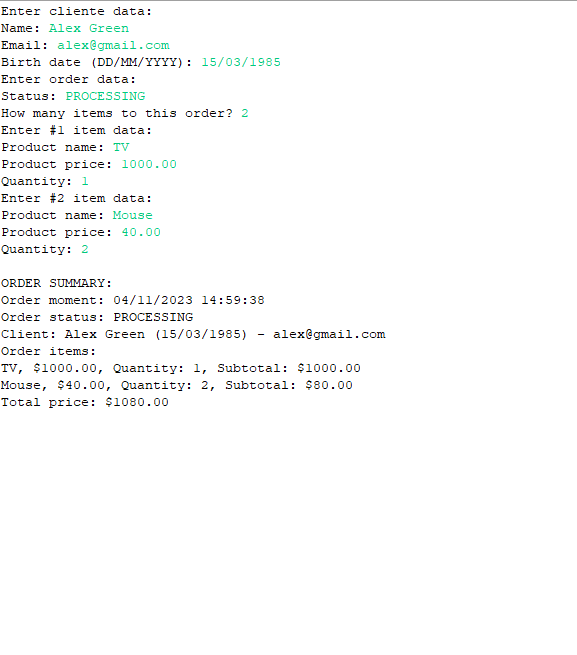 Enter cliente data:
Name: Alex Green
Email: alex@gmail.com
Birth date (DD/MM/YYYY): 15/03/1985
Enter order data:
Status: PROCESSING
How many items to this order? 2
Enter #1 item data:
Product name: TV
Product price: 1000.00
Quantity: 1
Enter #2 item data:
Product name: Mouse
Product price: 40.00
Quantity: 2
ORDER SUMMARY:
Order moment: 04/11/2023 14:59:38
Order status: PROCESSING
Client: Alex Green (15/03/1985) - alex@gmail.com
Order items:
TV, $1000.00, Quantity: 1, Subtotal: $1000.00
Mouse, $40.00, Quantity: 2, Subtotal: $80.00
Total price: $1080.00